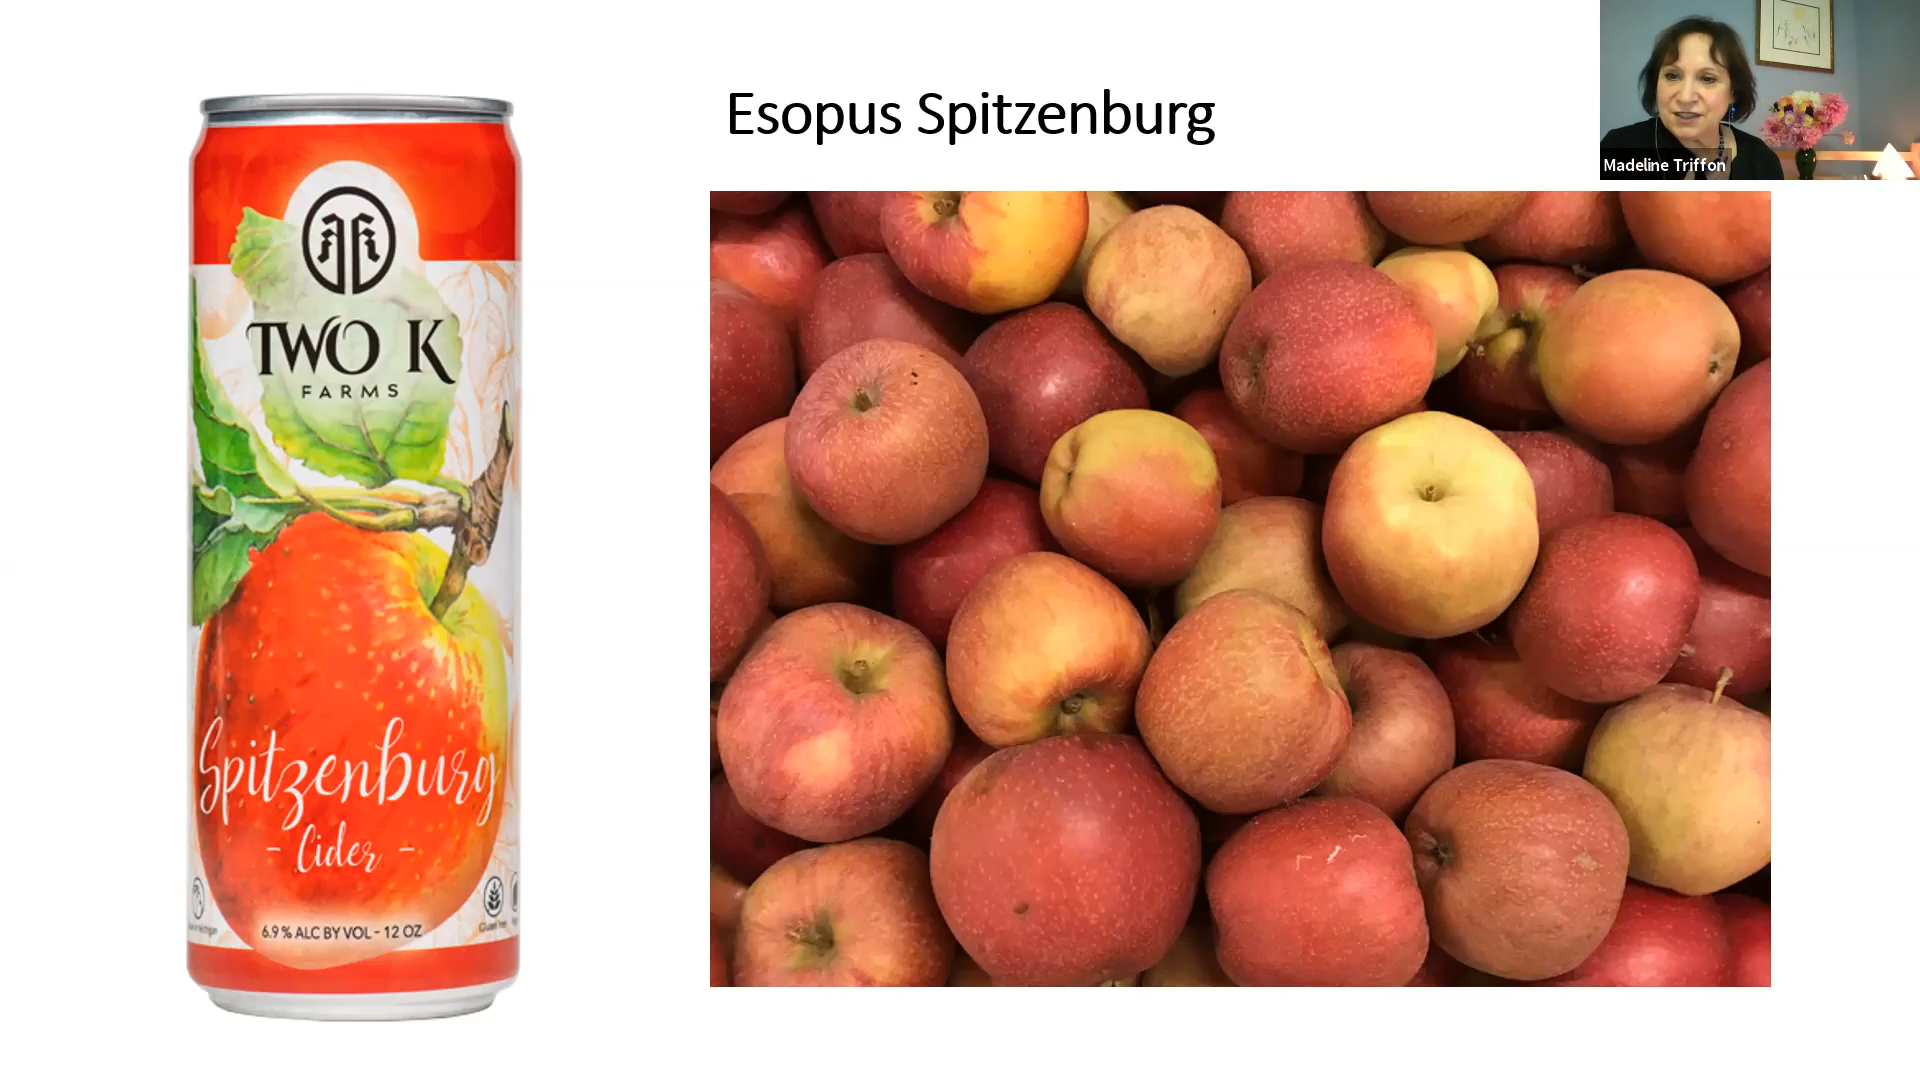 Esopus Spitzenburg
Madeline Triffon
TWO K
FARMS
Spitzenburg
- Cider -
6.9% ALC BY VOL - 12 OZ